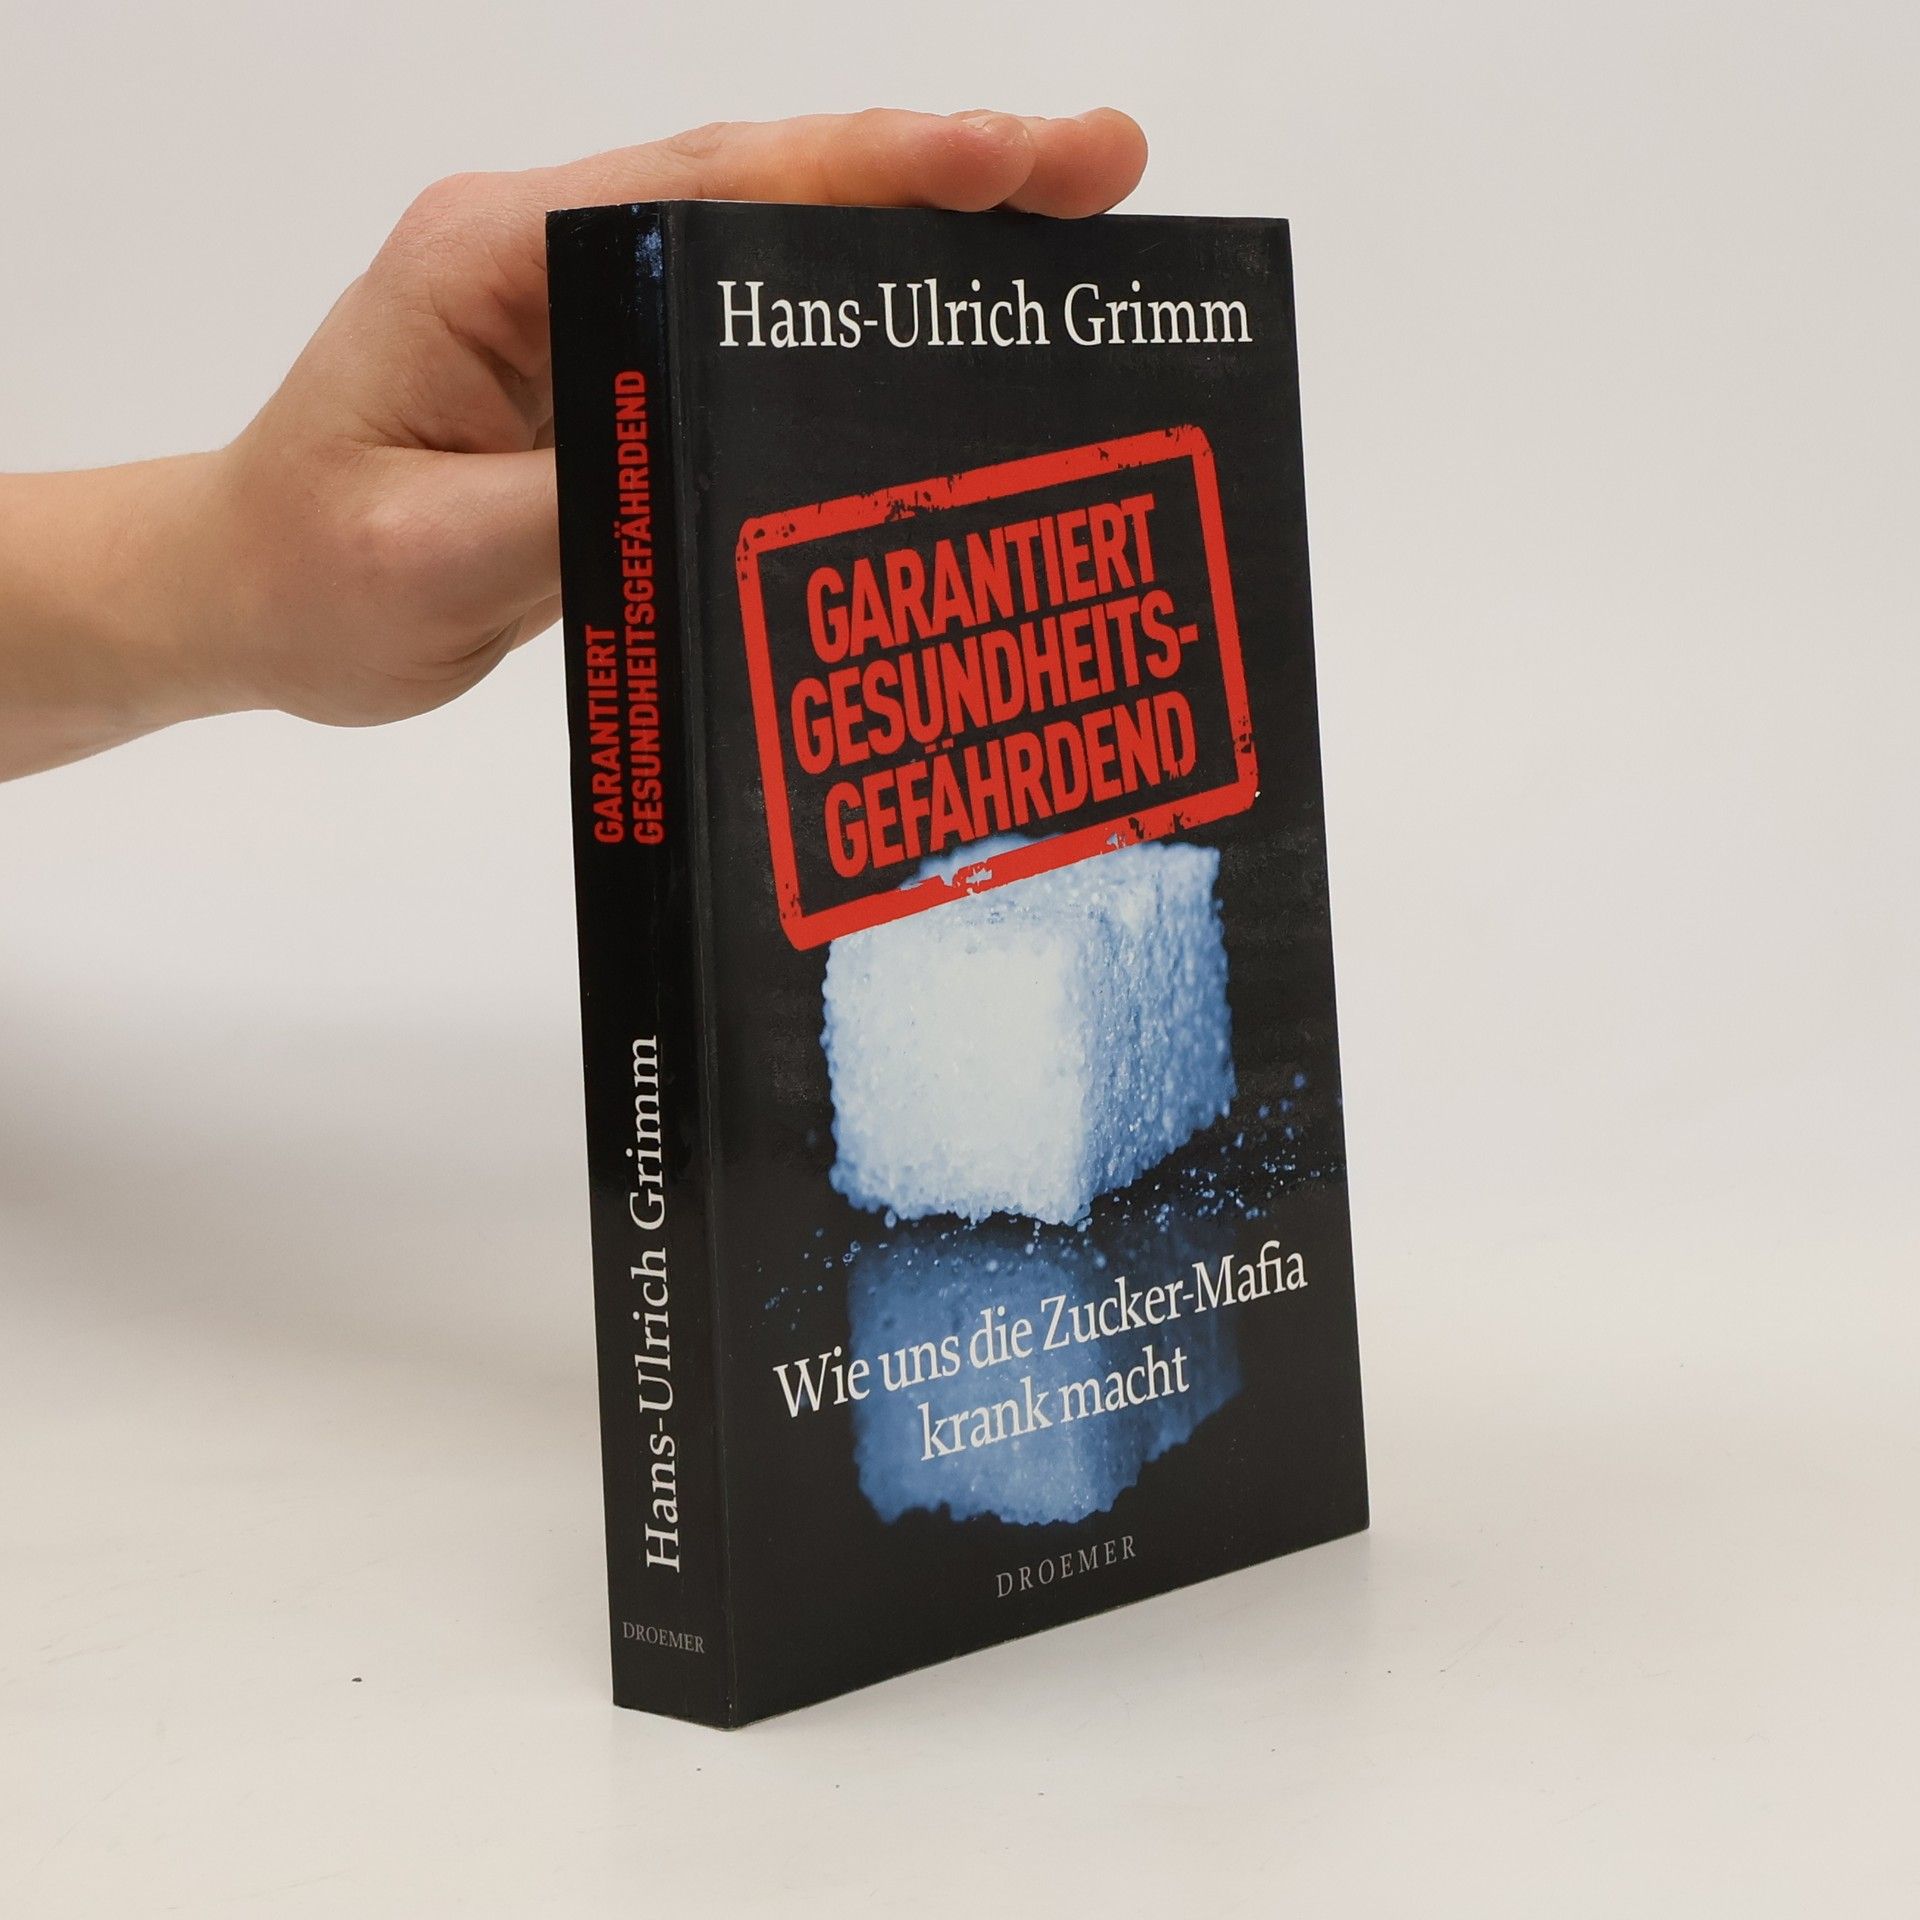 Hans-Ulrich Grimm
GARANTIERT
GESUNDHEITS-
GEFÄHRDEND
Wie uns die Zucker-Mafia
krank macht
DROEMER
GARANTIERT
GESUNDHEITSGEFÄHRDEND
Hans-Ulrich Grimm
DROEMER